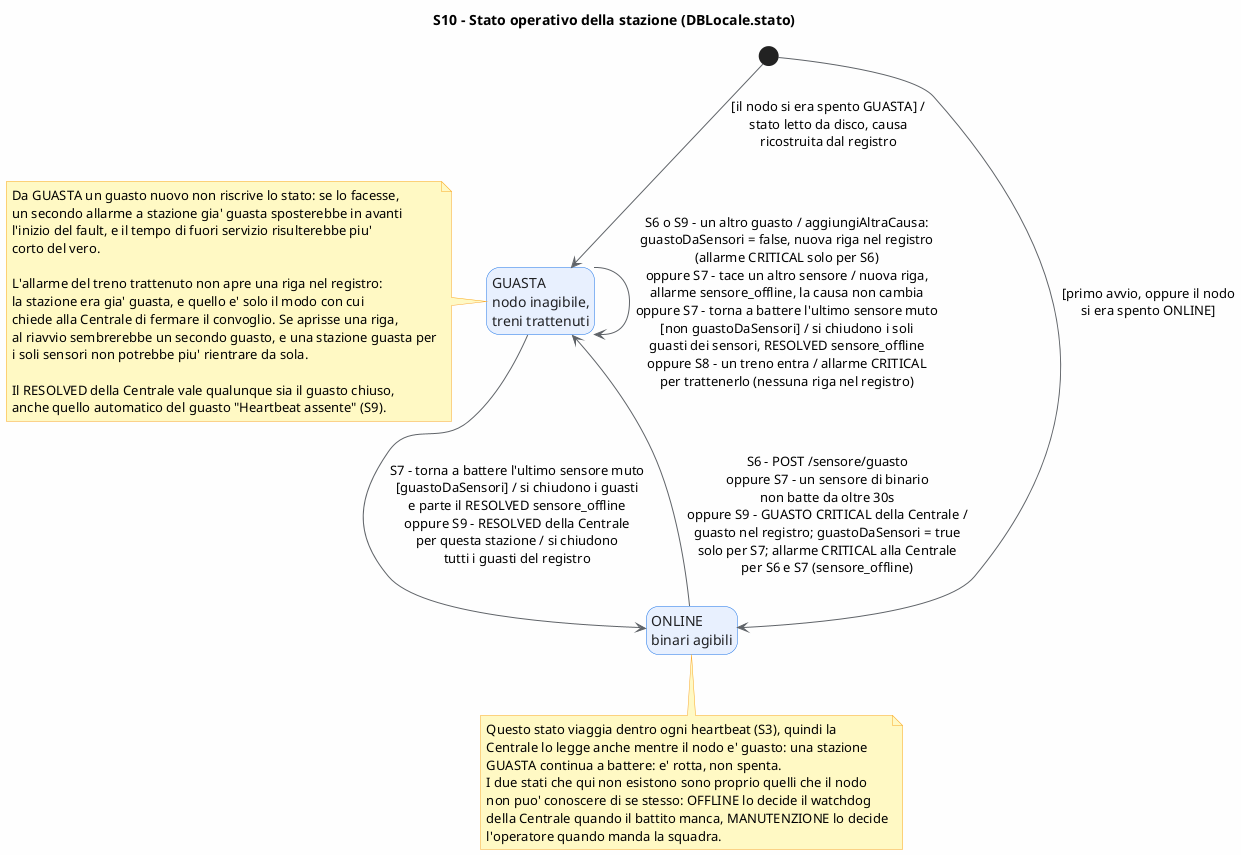 S10 - Stato operativo della stazione (DBLocale.stato)
[il nodo si era spento GUASTA] /
stato letto da disco, causa
ricostruita dal registro
Da GUASTA un guasto nuovo non riscrive lo stato: se lo facesse,
un secondo allarme a stazione gia' guasta sposterebbe in avanti
l'inizio del fault, e il tempo di fuori servizio risulterebbe piu'
corto del vero.
L'allarme del treno trattenuto non apre una riga nel registro:
la stazione era gia' guasta, e quello e' solo il modo con cui
chiede alla Centrale di fermare il convoglio. Se aprisse una riga,
al riavvio sembrerebbe un secondo guasto, e una stazione guasta per
i soli sensori non potrebbe piu' rientrare da sola.
Il RESOLVED della Centrale vale qualunque sia il guasto chiuso,
anche quello automatico del guasto "Heartbeat assente" (S9).
GUASTA
nodo inagibile,
treni trattenuti
S6 o S9 - un altro guasto / aggiungiAltraCausa:
guastoDaSensori = false, nuova riga nel registro
(allarme CRITICAL solo per S6)
oppure S7 - tace un altro sensore / nuova riga,
allarme sensore_offline, la causa non cambia
oppure S7 - torna a battere l'ultimo sensore muto
[non guastoDaSensori] / si chiudono i soli
guasti dei sensori, RESOLVED sensore_offline
oppure S8 - un treno entra / allarme CRITICAL
per trattenerlo (nessuna riga nel registro)
[primo avvio, oppure il nodo
si era spento ONLINE]
S7 - torna a battere l'ultimo sensore muto
[guastoDaSensori] / si chiudono i guasti
e parte il RESOLVED sensore_offline
oppure S9 - RESOLVED della Centrale
per questa stazione / si chiudono
tutti i guasti del registro
S6 - POST /sensore/guasto
oppure S7 - un sensore di binario
non batte da oltre 30s
oppure S9 - GUASTO CRITICAL della Centrale /
guasto nel registro; guastoDaSensori = true
solo per S7; allarme CRITICAL alla Centrale
per S6 e S7 (sensore_offline)
ONLINE
binari agibili
Questo stato viaggia dentro ogni heartbeat (S3), quindi la
Centrale lo legge anche mentre il nodo e' guasto: una stazione
GUASTA continua a battere: e' rotta, non spenta.
I due stati che qui non esistono sono proprio quelli che il nodo
non puo' conoscere di se stesso: OFFLINE lo decide il watchdog
della Centrale quando il battito manca, MANUTENZIONE lo decide
l'operatore quando manda la squadra.